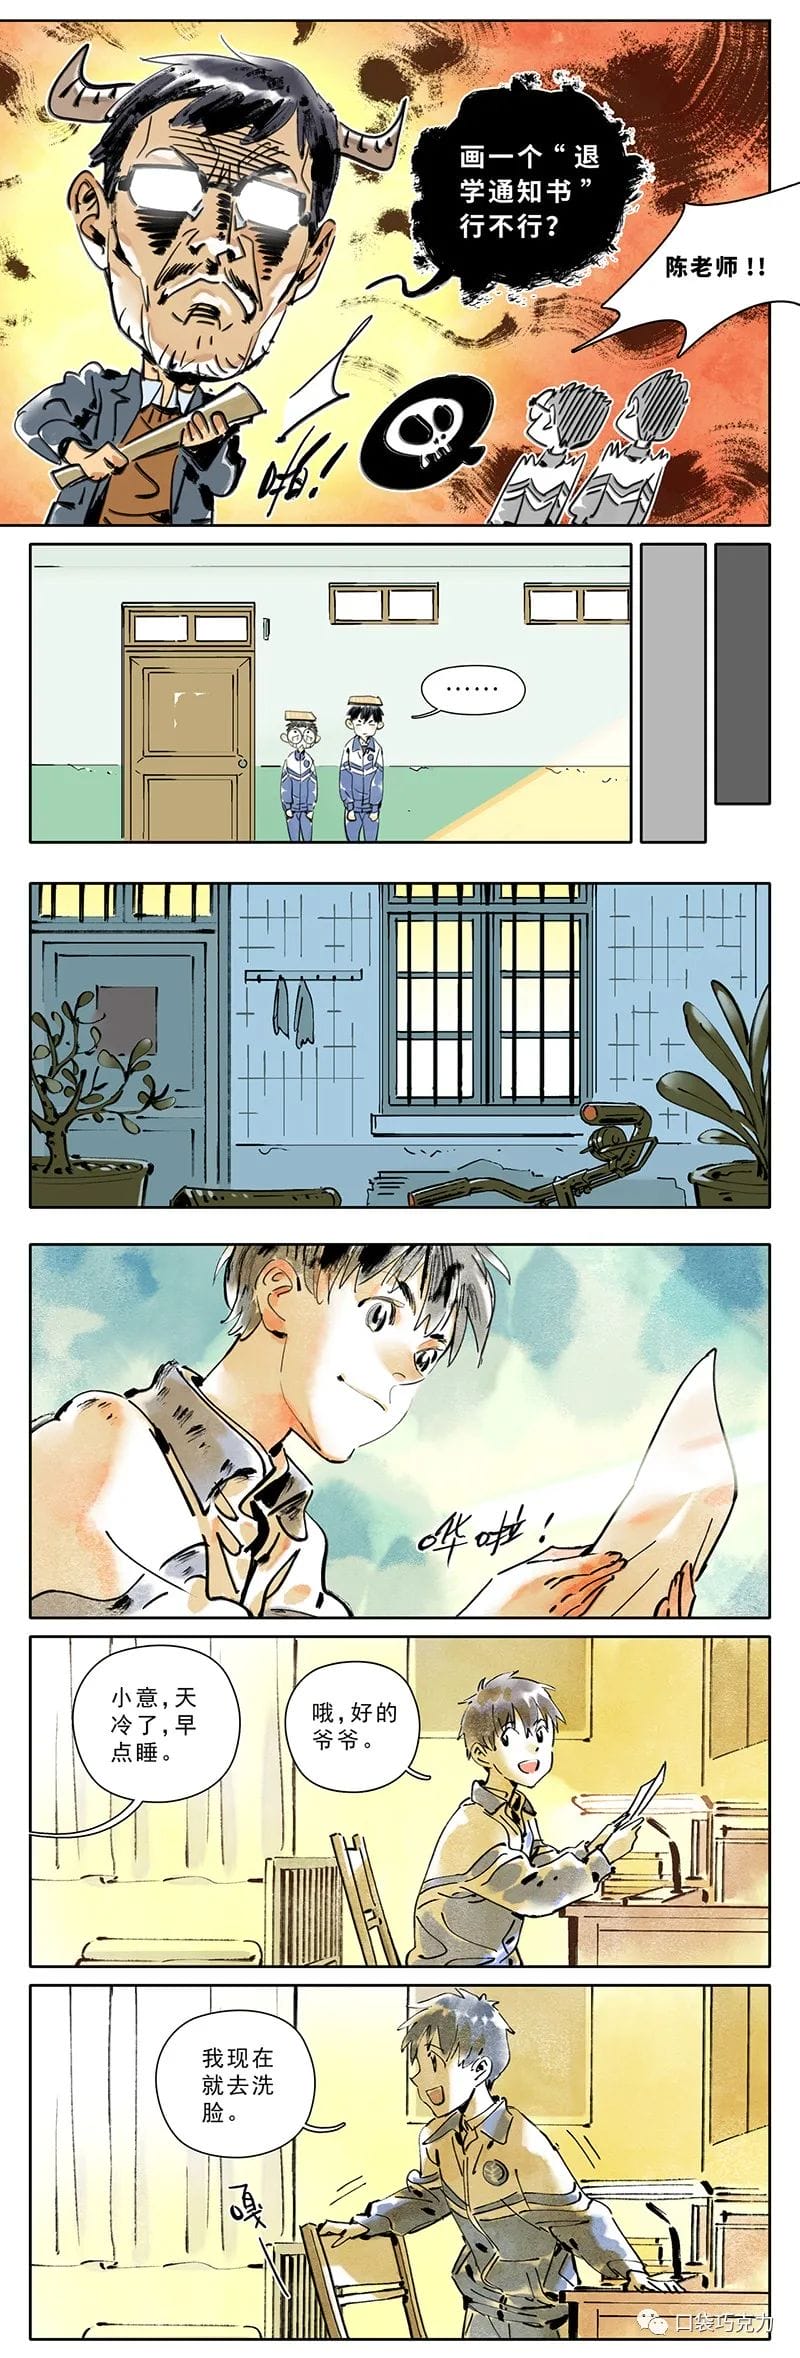 画一个“退
学通知书”
行不行？
陈老师！！
啪！
……
哗啦！
小意，天
冷了，早
点睡。
哦，好的
爷爷。
我现在
就去洗
脸。
嘎
口袋巧克力